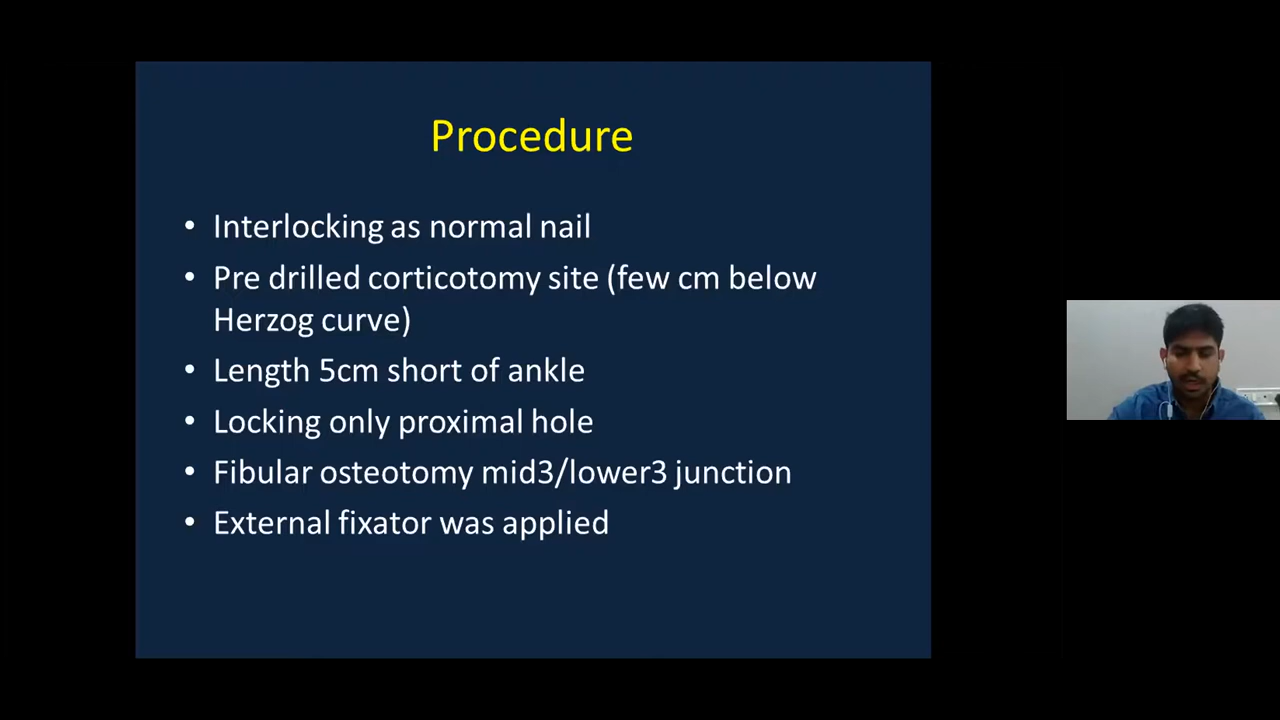 Procedure
• Interlocking as normal nail
• Pre drilled corticotomy site (few cm below
Herzog curve)
• Length 5cm short of ankle
• Locking only proximal hole
• Fibular osteotomy mid3/lower3 junction
• External fixator was applied